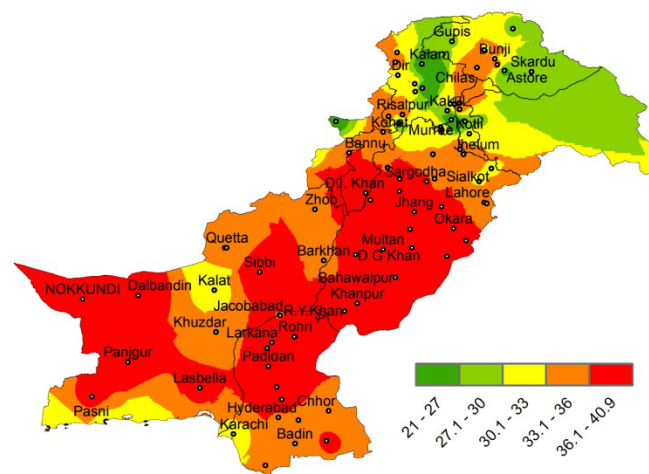 Gupis
Kalam
Bunji
Dir
Skardu
Chilas
Astore
Risalpur
Kakul
Kohat
Murree
Kotli
Bannu
Jhelum
Sargodha
Sialkot
D.I. Khan
Zhob
Lahore
Jhang
Okara
Quetta
Barkhan
Multan
D G Khan
Sibbi
Bahawalpur
NOKKUNDI
Dalbandin
Kalat
Khanpur
Jacobabad
R.Y.Khan
Khuzdar
Larkana
Rohri
Padidan
Panjgur
Lasbella
Pasni
Hyderabad
Chhor
Karachi
Badin
21 - 27
27.1 - 30
30.1 - 33
33.1 - 36
36.1 - 40.9